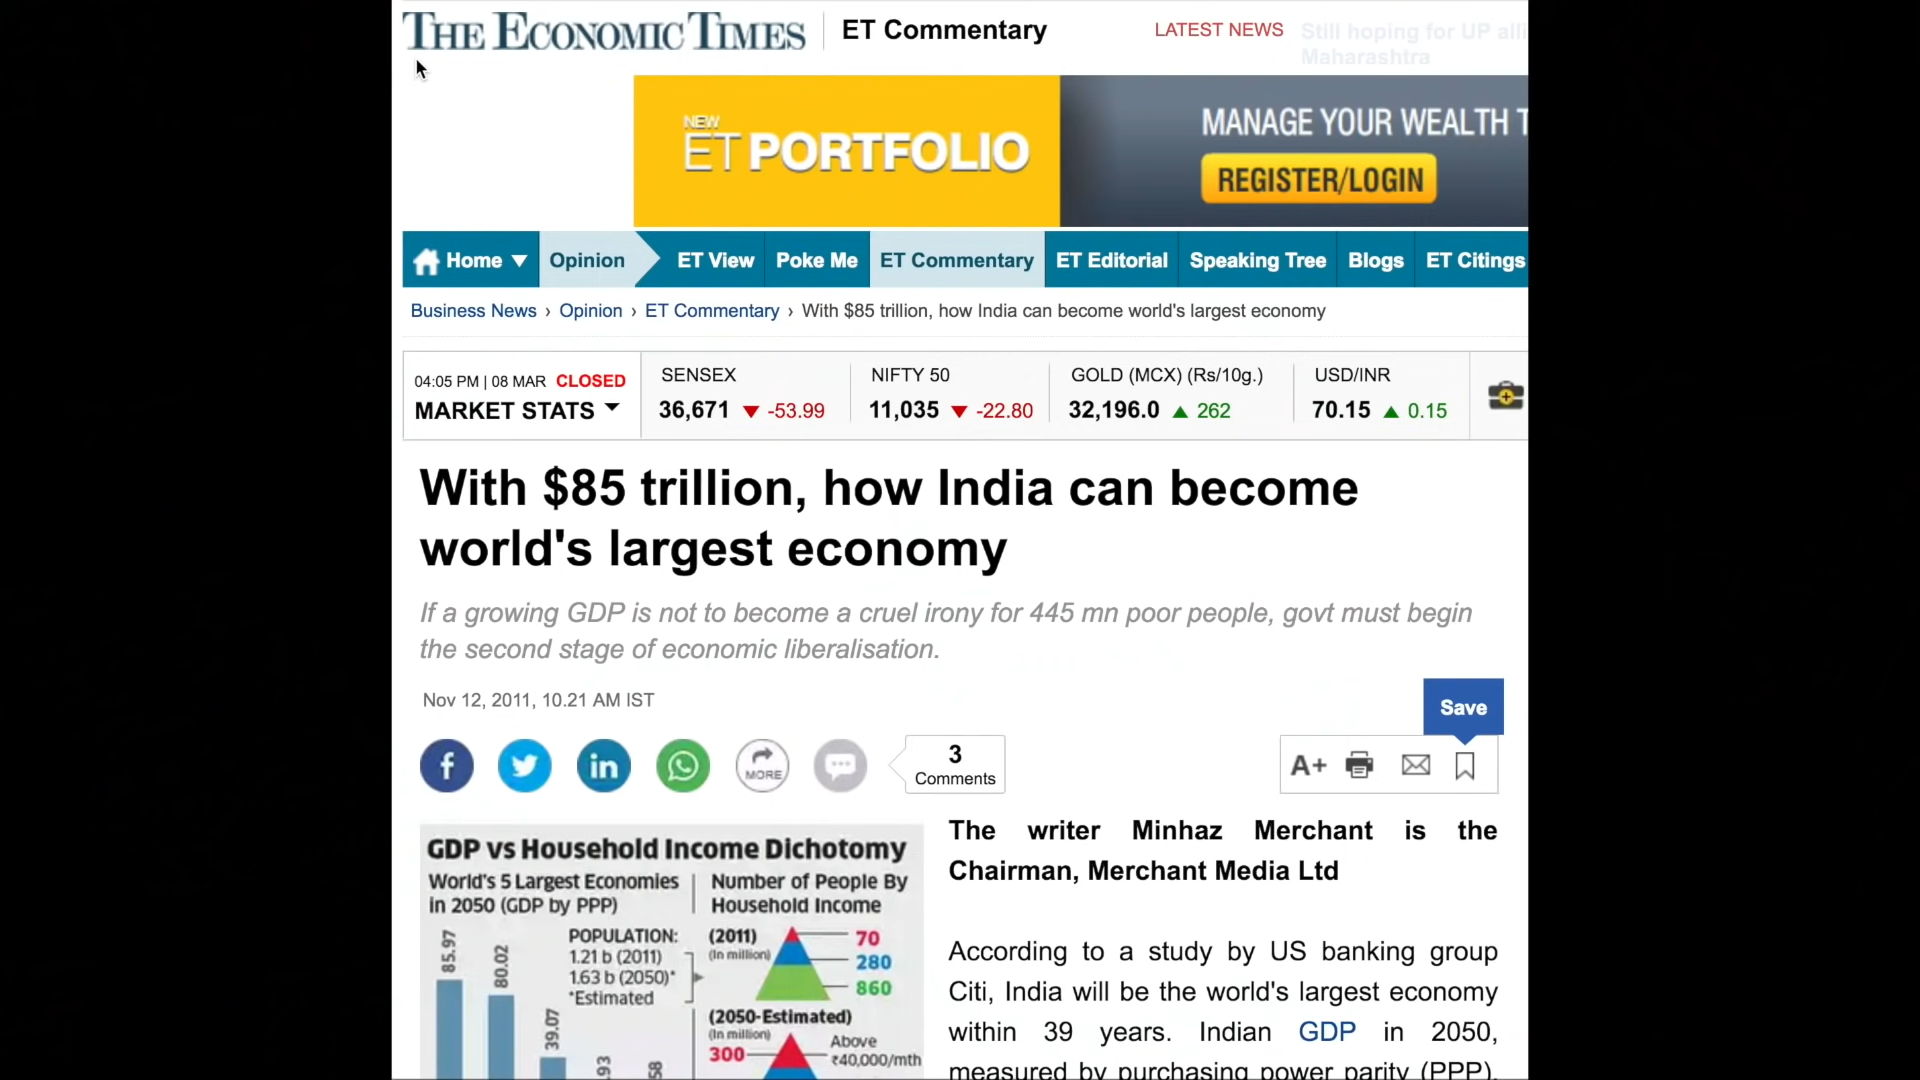 THE ECONOMIC TIMES
ET Commentary
LATEST NEWS
Still hoping for UP alli
Maharashtra
NEW
ET PORTFOLIO
MANAGE YOUR WEALTH T
REGISTER/LOGIN
Home
Opinion
ET View
Poke Me
ET Commentary
ET Editorial
Speaking Tree
Blogs
ET Citings
Business News › Opinion › ET Commentary › With $85 trillion, how India can become world's largest economy
04:05 PM | 08 MAR CLOSED
MARKET STATS
SENSEX
36,671 ▼ -53.99
NIFTY 50
11,035 ▼ -22.80
GOLD (MCX) (Rs/10g.)
32,196.0 ▲ 262
USD/INR
70.15 ▲ 0.15
With $85 trillion, how India can become
world's largest economy
If a growing GDP is not to become a cruel irony for 445 mn poor people, govt must begin
the second stage of economic liberalisation.
Nov 12, 2011, 10.21 AM IST
Save
MORE
3
Comments
A+
GDP vs Household Income Dichotomy
World's 5 Largest Economies
in 2050 (GDP by PPP)
85.97
80.02
39.07
.93
58
POPULATION:
1.21 b (2011)
1.63 b (2050)*
*Estimated
Number of People By
Household Income
(2011)
(In million)
70
280
860
(2050-Estimated)
(In million)
300
Above
₹40,000/mth
The writer Minhaz Merchant is the
Chairman, Merchant Media Ltd
According to a study by US banking group
Citi, India will be the world's largest economy
within 39 years. Indian GDP in 2050,
measured by purchasing power parity (PPP),